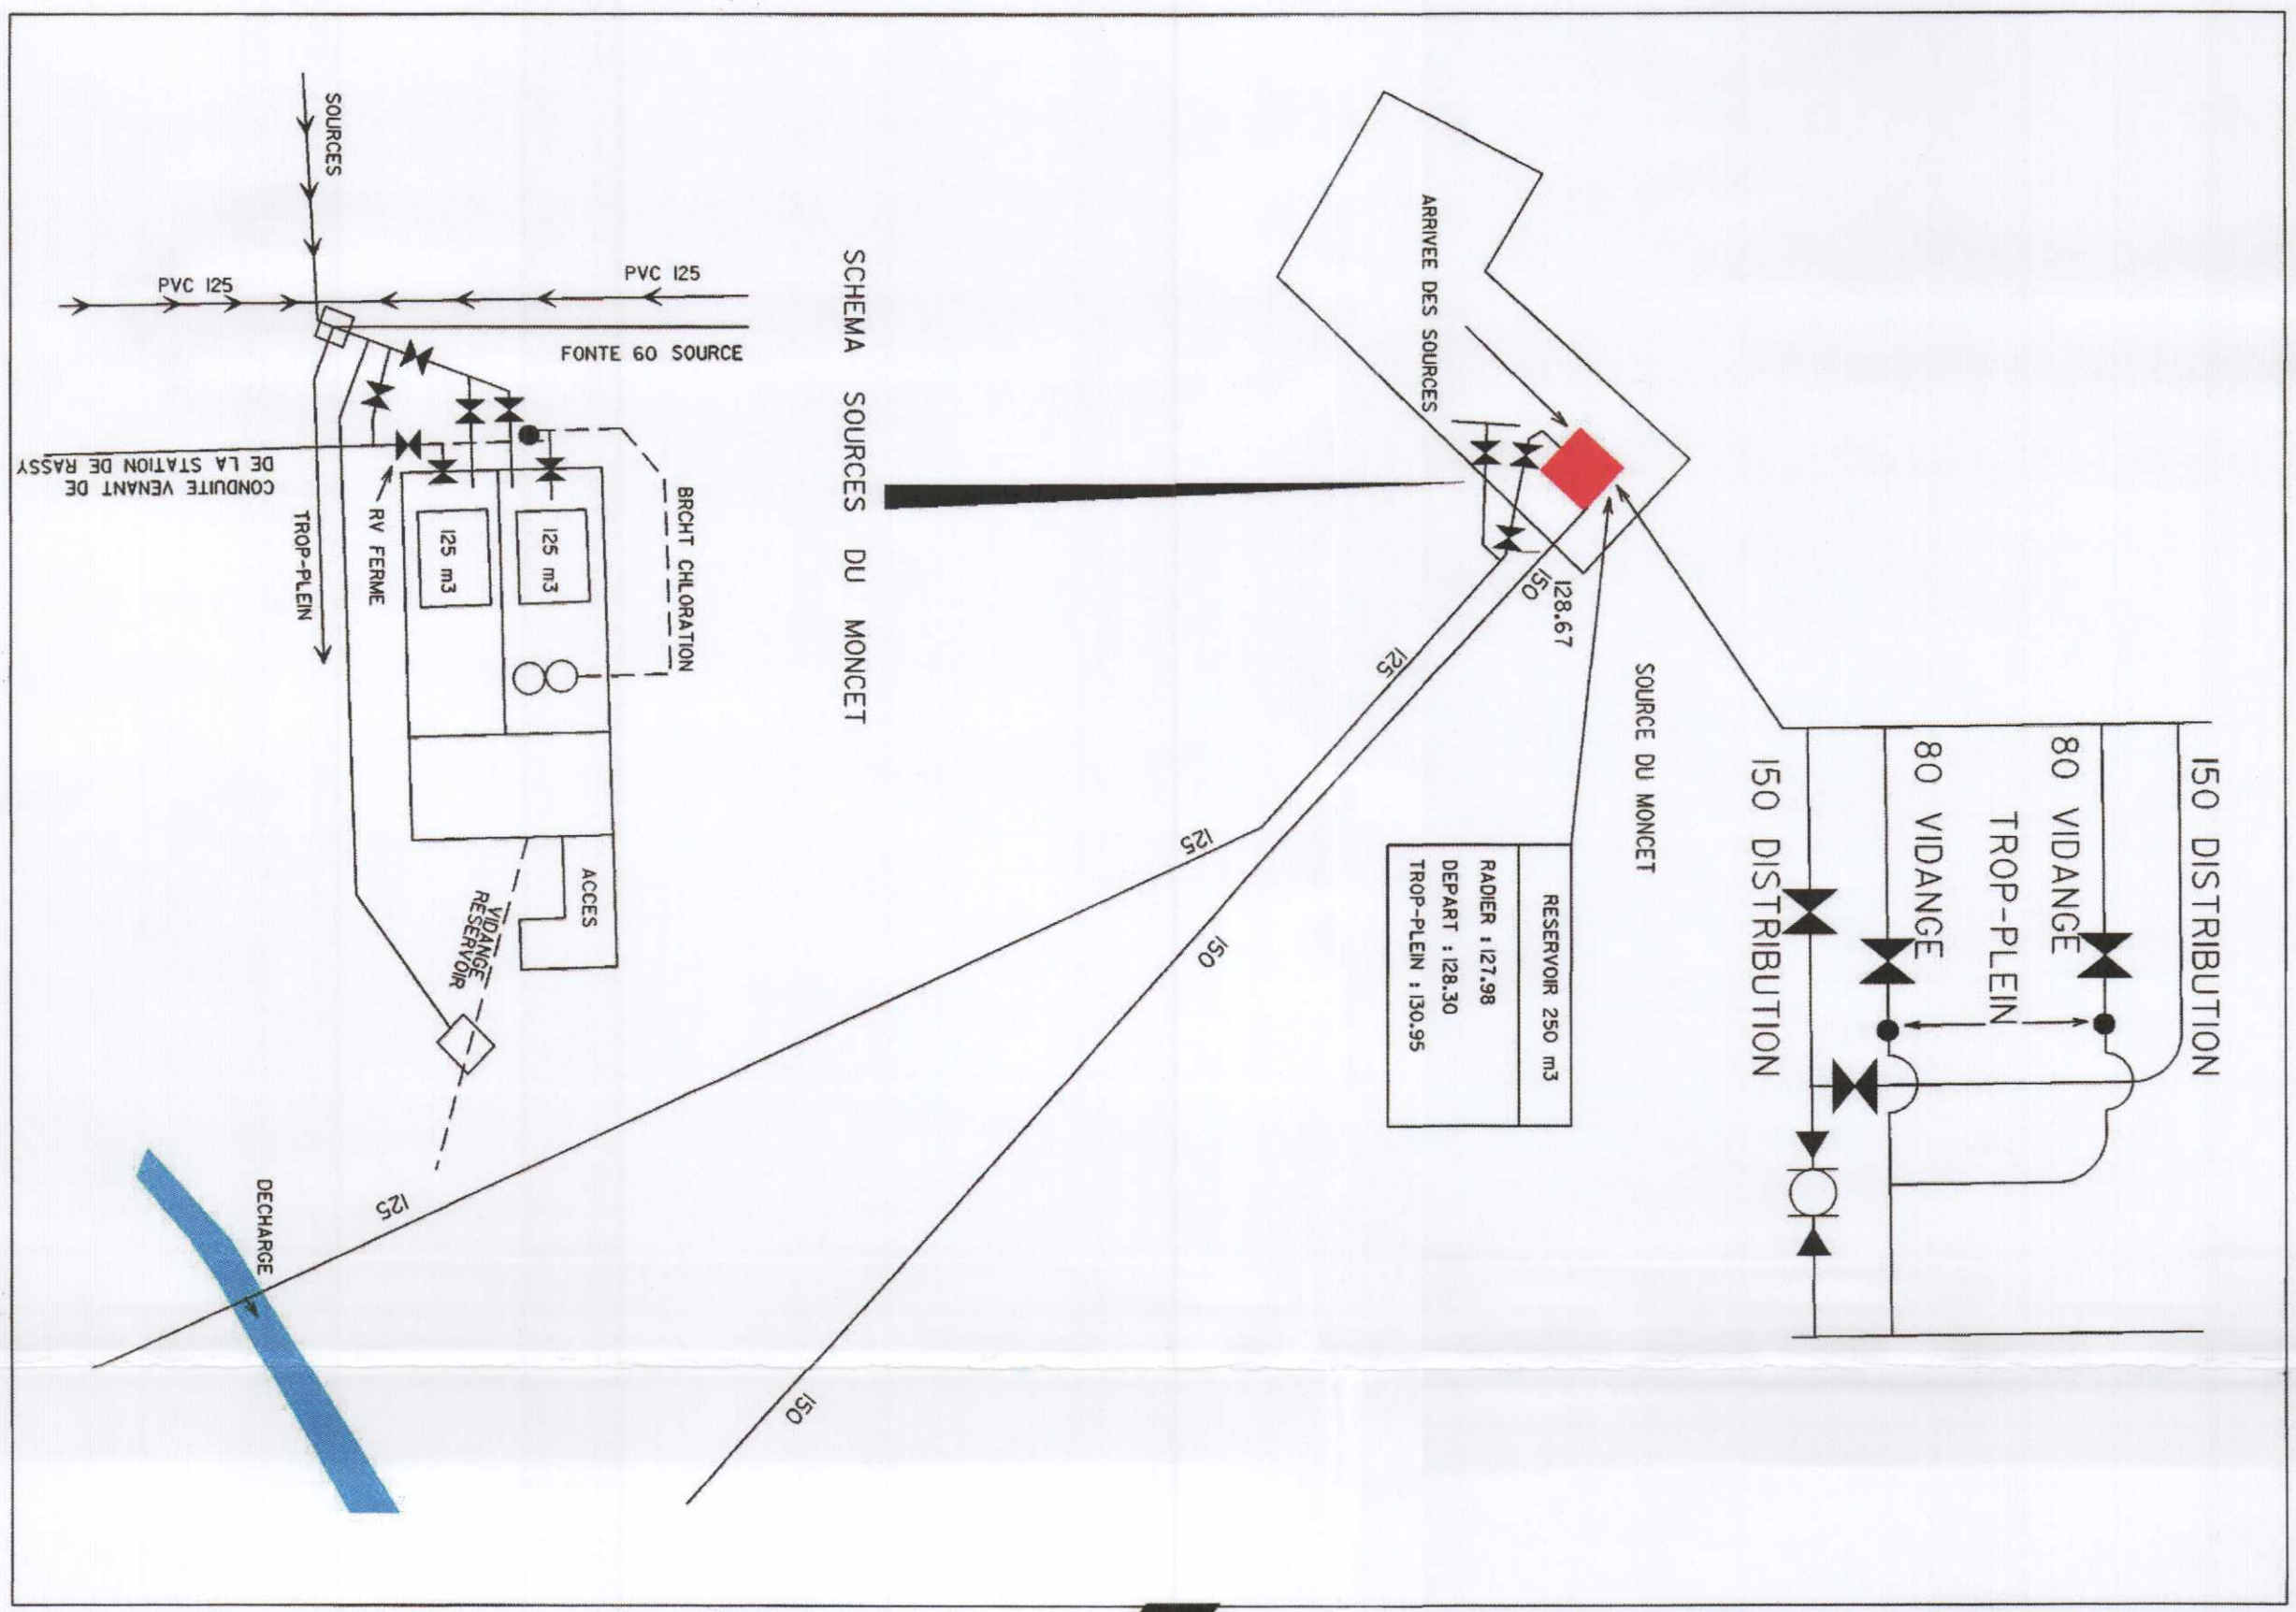 150 DISTRIBUTION
80 VIDANGE
TROP-PLEIN
80 VIDANGE
150 DISTRIBUTION
SOURCE DU MONCET
RESERVOIR 250 m3
RADIER : 127.98
DEPART : 128.30
TROP-PLEIN : 130.95
128.67
150
125
150
125
150
125
ARRIVEE DES SOURCES
SCHEMA SOURCES DU MONCET
SOURCES
PVC 125
PVC 125
FONTE 60 SOURCE
BRCHT CHLORATION
125 m3
125 m3
RV FERME
TROP-PLEIN
CONDUITE VENANT DE
DE LA STATION DE RASSY
ACCES
VIDANGE
RESERVOIR
DECHARGE